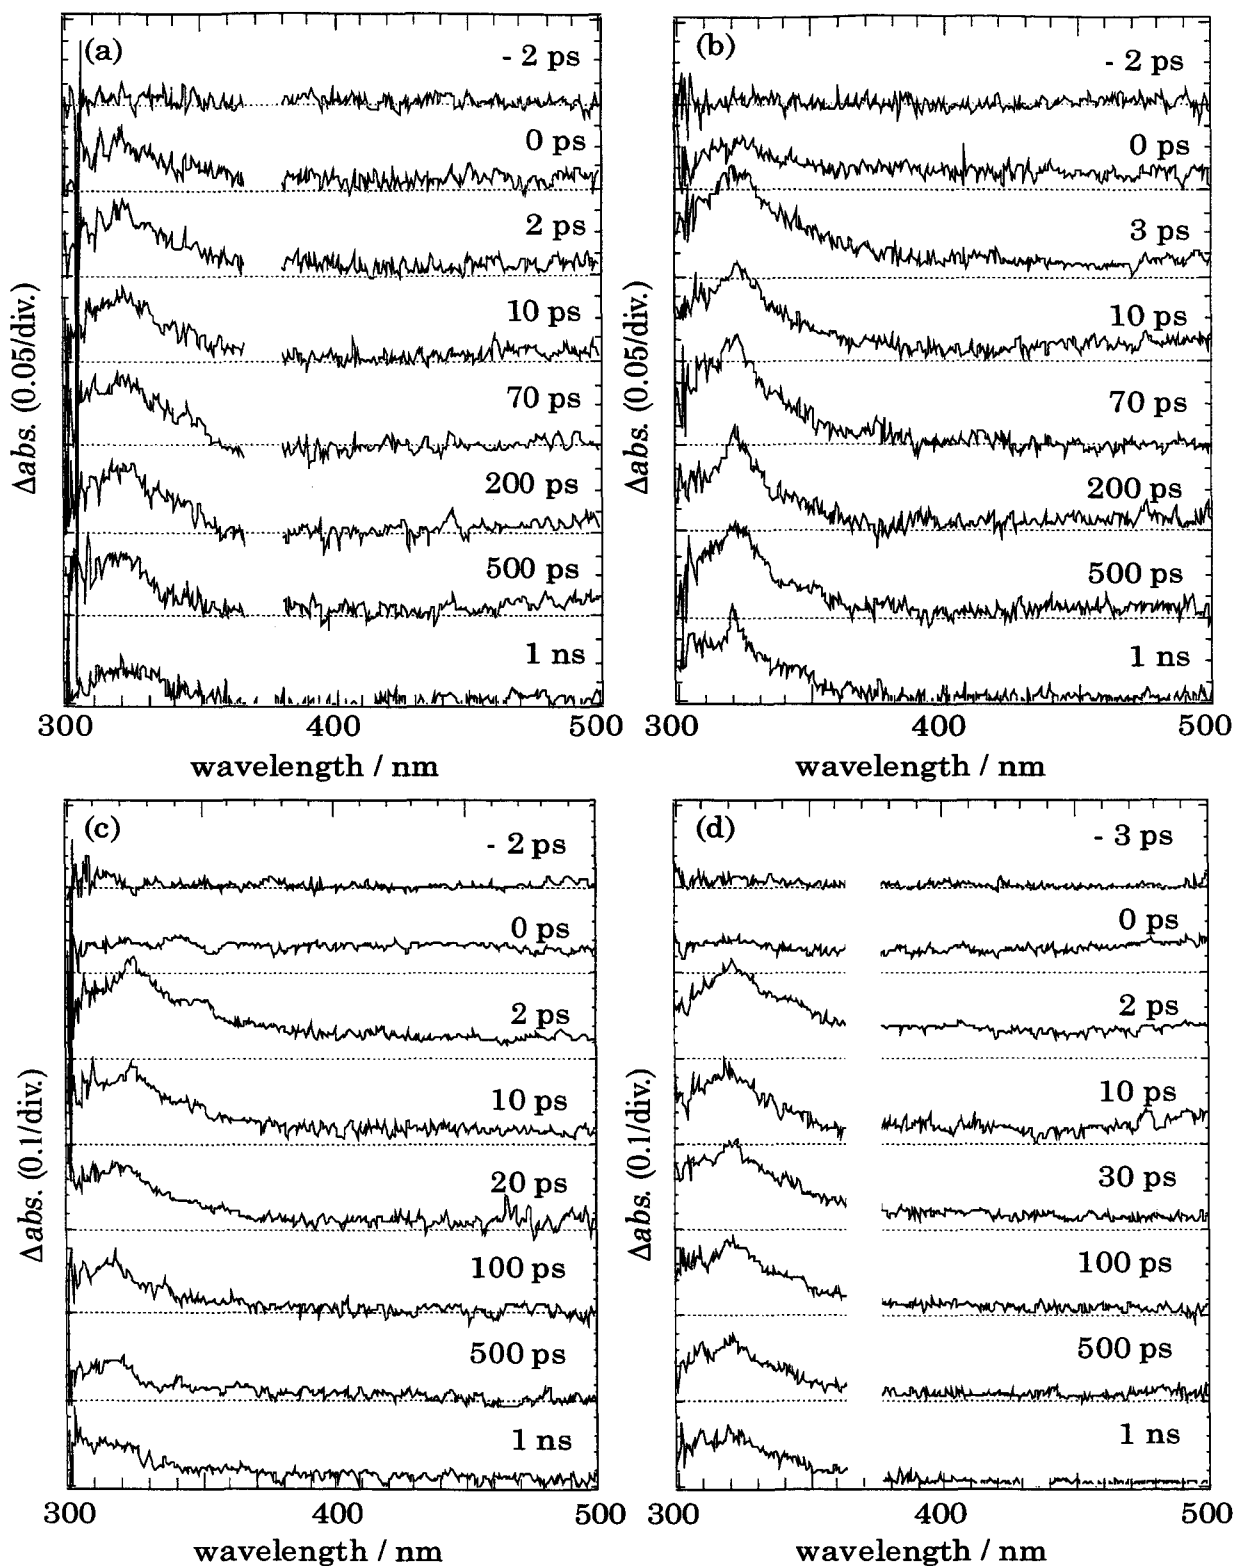 (a)
- 2 ps
0 ps
2 ps
10 ps
70 ps
200 ps
500 ps
1 ns
Δabs. (0.05/div.)
300 400 500
wavelength / nm
(b)
- 2 ps
0 ps
3 ps
10 ps
70 ps
200 ps
500 ps
1 ns
Δabs. (0.05/div.)
300 400 500
wavelength / nm
(c)
- 2 ps
0 ps
2 ps
10 ps
20 ps
100 ps
500 ps
1 ns
Δabs. (0.1/div.)
300 400 500
wavelength / nm
(d)
- 3 ps
0 ps
2 ps
10 ps
30 ps
100 ps
500 ps
1 ns
Δabs. (0.1/div.)
300 400 500
wavelength / nm